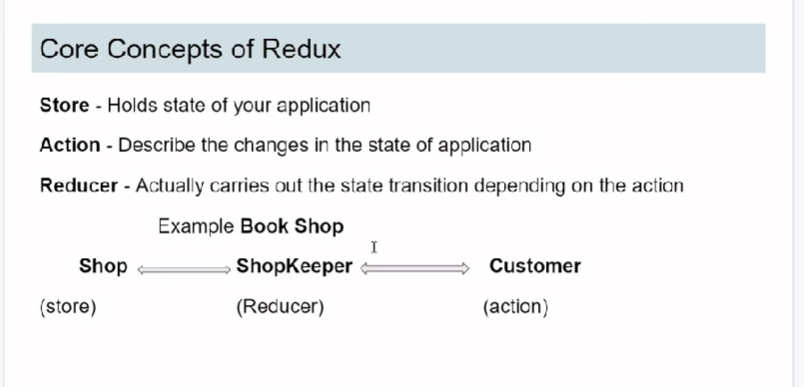 Core Concepts of Redux
Store - Holds state of your application
Action - Describe the changes in the state of application
Reducer - Actually carries out the state transition depending on the action
Example Book Shop
Shop ShopKeeper Customer
(store) (Reducer) (action)